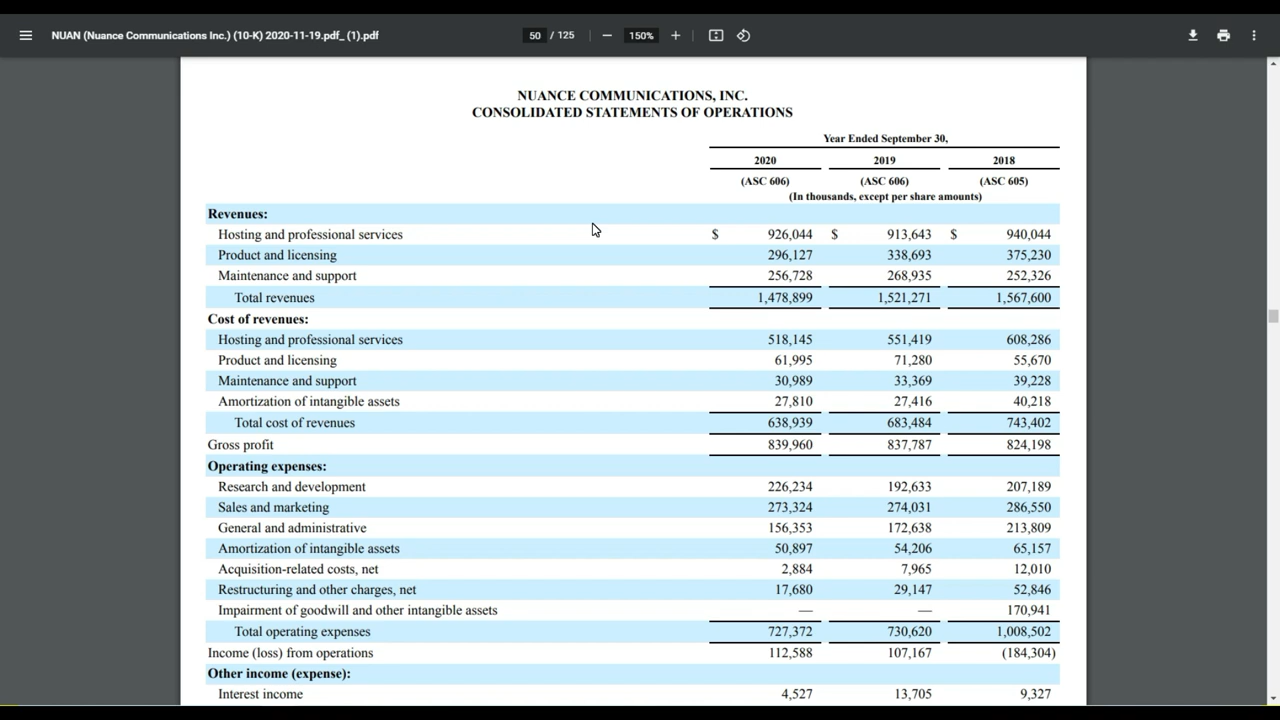 NUAN (Nuance Communications Inc.) (10-K) 2020-11-19.pdf_ (1).pdf 50 / 125 150%
NUANCE COMMUNICATIONS, INC.
CONSOLIDATED STATEMENTS OF OPERATIONS
Year Ended September 30,
2020 2019 2018
(ASC 606) (ASC 606) (ASC 605)
(In thousands, except per share amounts)
Revenues:
Hosting and professional services $ 926,044 $ 913,643 $ 940,044
Product and licensing 296,127 338,693 375,230
Maintenance and support 256,728 268,935 252,326
Total revenues 1,478,899 1,521,271 1,567,600
Cost of revenues:
Hosting and professional services 518,145 551,419 608,286
Product and licensing 61,995 71,280 55,670
Maintenance and support 30,989 33,369 39,228
Amortization of intangible assets 27,810 27,416 40,218
Total cost of revenues 638,939 683,484 743,402
Gross profit 839,960 837,787 824,198
Operating expenses:
Research and development 226,234 192,633 207,189
Sales and marketing 273,324 274,031 286,550
General and administrative 156,353 172,638 213,809
Amortization of intangible assets 50,897 54,206 65,157
Acquisition-related costs, net 2,884 7,965 12,010
Restructuring and other charges, net 17,680 29,147 52,846
Impairment of goodwill and other intangible assets — — 170,941
Total operating expenses 727,372 730,620 1,008,502
Income (loss) from operations 112,588 107,167 (184,304)
Other income (expense):
Interest income 4,527 13,705 9,327